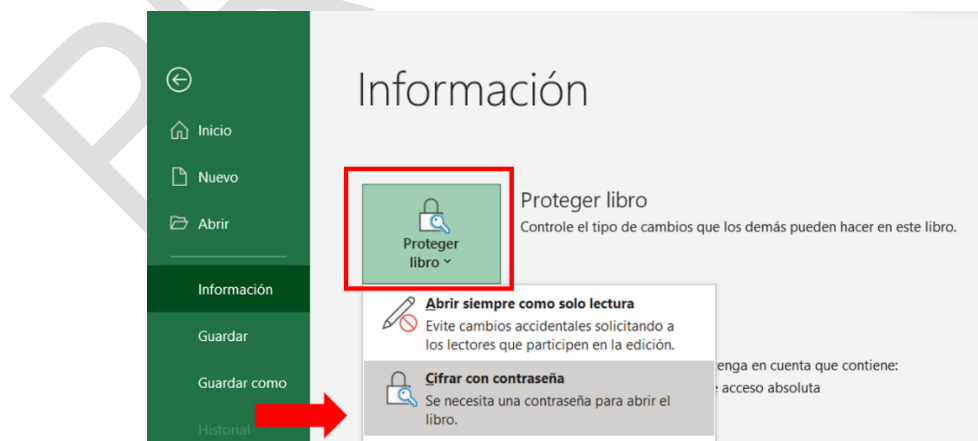 Información
Inicio
Nuevo
Abrir
Información
Guardar
Guardar como
Historial
Proteger
libro
Proteger libro
Controle el tipo de cambios que los demás pueden hacer en este libro.
Abrir siempre como solo lectura
Evite cambios accidentales solicitando a
los lectores que participen en la edición.
Cifrar con contraseña
Se necesita una contraseña para abrir el
libro.
tenga en cuenta que contiene:
acceso absoluta